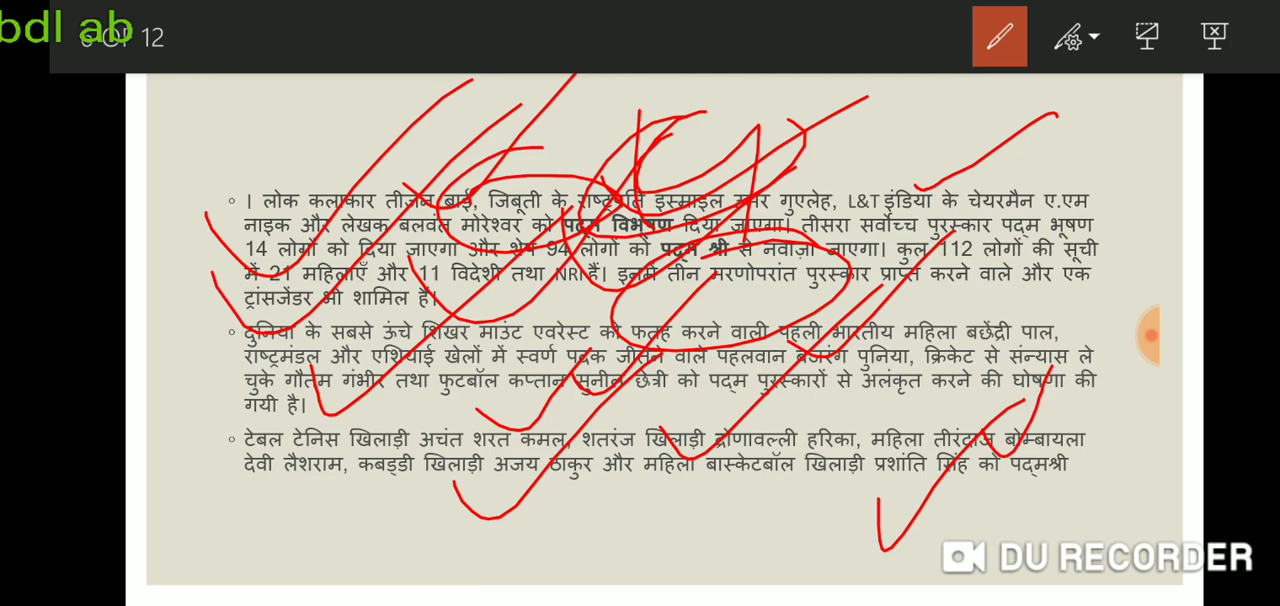 bdl ab
6 OF 12
। लोक कलाकार तीजन बाई, जिबूती के राष्ट्रपति इस्माइल उमर गुएलेह, L&T इंडिया के चेयरमैन ए.एम
नाइक और लेखक बलवंत मोरेश्वर को पद्म विभूषण दिया जाएगा। तीसरा सर्वोच्च पुरस्कार पद्म भूषण
14 लोगों को दिया जाएगा और शेष 94 लोगों को पद्म श्री से नवाज़ा जाएगा। कुल 112 लोगों की सूची
में 21 महिलाएँ और 11 विदेशी तथा NRI हैं। इनमें तीन मरणोपरांत पुरस्कार प्राप्त करने वाले और एक
ट्रांसजेंडर भी शामिल है।
दुनिया के सबसे ऊंचे शिखर माउंट एवरेस्ट को फतह करने वाली पहली भारतीय महिला बछेंद्री पाल,
राष्ट्रमंडल और एशियाई खेलों में स्वर्ण पदक जीतने वाले पहलवान बजरंग पुनिया, क्रिकेट से संन्यास ले
चुके गौतम गंभीर तथा फुटबॉल कप्तान सुनील छेत्री को पद्म पुरस्कारों से अलंकृत करने की घोषणा की
गयी है।
टेबल टेनिस खिलाड़ी अचंत शरत कमल, शतरंज खिलाड़ी द्रोणावल्ली हरिका, महिला तीरंदाज बोम्बायला
देवी लैशराम, कबड्डी खिलाड़ी अजय ठाकुर और महिला बास्केटबॉल खिलाड़ी प्रशांति सिंह को पद्मश्री
DU RECORDER